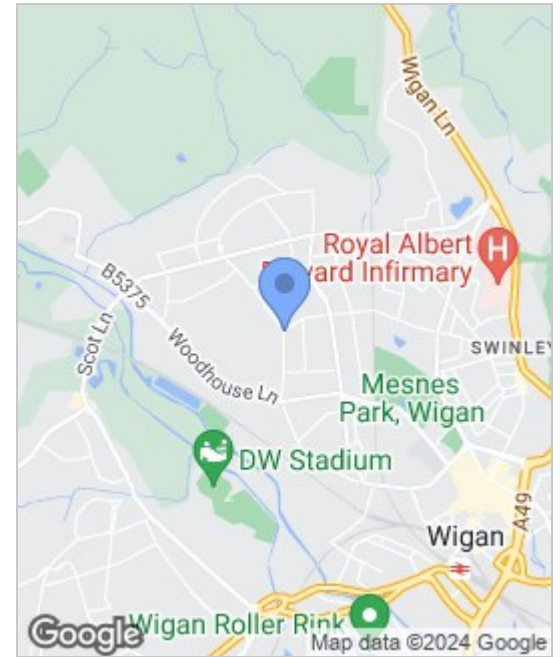 Wigan Ln
Royal Albert
Edward Infirmary
H
B5375
Scot Ln
Woodhouse Ln
SWINLEY
Mesnes
Park, Wigan
DW Stadium
A49
Wigan
Wigan Roller Rink
Google
Map data ©2024 Google